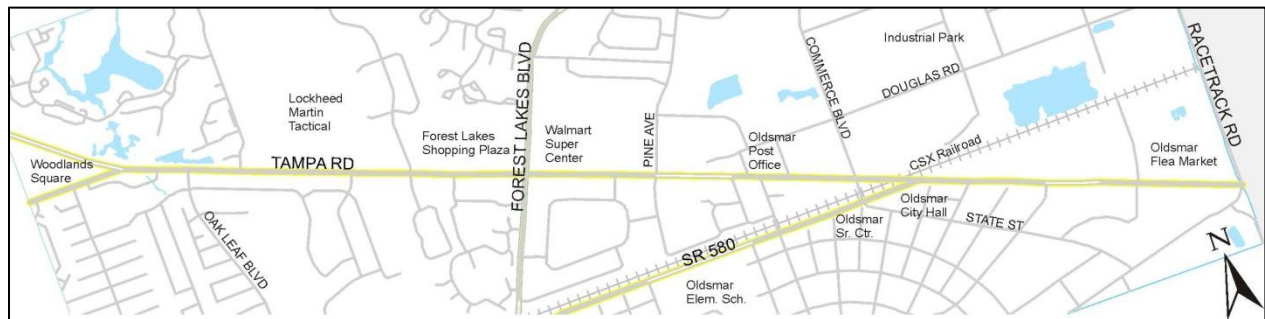 Industrial Park
RACETRACK RD
COMMERCE BLVD
DOUGLAS RD
FOREST LAKES BLVD
Lockheed
Martin
Tactical
Forest Lakes
Shopping Plaza
Walmart
Super
Center
PINE AVE
Oldsmar
Post
Office
CSX Railroad
Oldsmar
Flea Market
Woodlands
Square
TAMPA RD
OAK LEAF BLVD
Oldsmar
City Hall
Oldsmar
Sr. Ctr.
STATE ST
SR 580
Oldsmar
Elem. Sch.
N